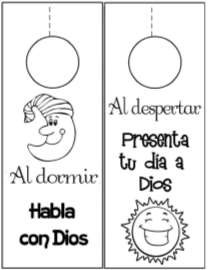 Al dormir
Habla
con Dios
Al despertar
Presenta
tu día a
Dios